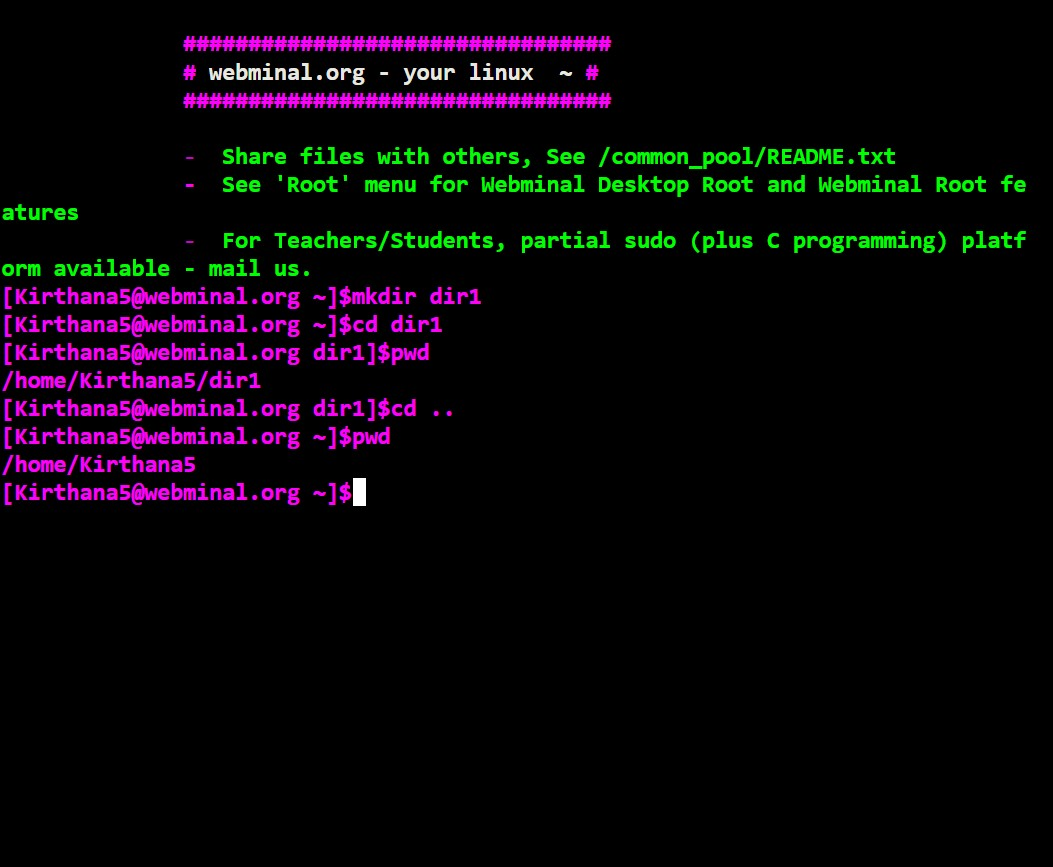 #################################
# webminal.org - your linux  ~ #
#################################
-  Share files with others, See /common_pool/README.txt
-  See 'Root' menu for Webminal Desktop Root and Webminal Root fe
atures
-  For Teachers/Students, partial sudo (plus C programming) platf
orm available - mail us.
[Kirthana5@webminal.org ~]$mkdir dir1
[Kirthana5@webminal.org ~]$cd dir1
[Kirthana5@webminal.org dir1]$pwd
/home/Kirthana5/dir1
[Kirthana5@webminal.org dir1]$cd ..
[Kirthana5@webminal.org ~]$pwd
/home/Kirthana5
[Kirthana5@webminal.org ~]$